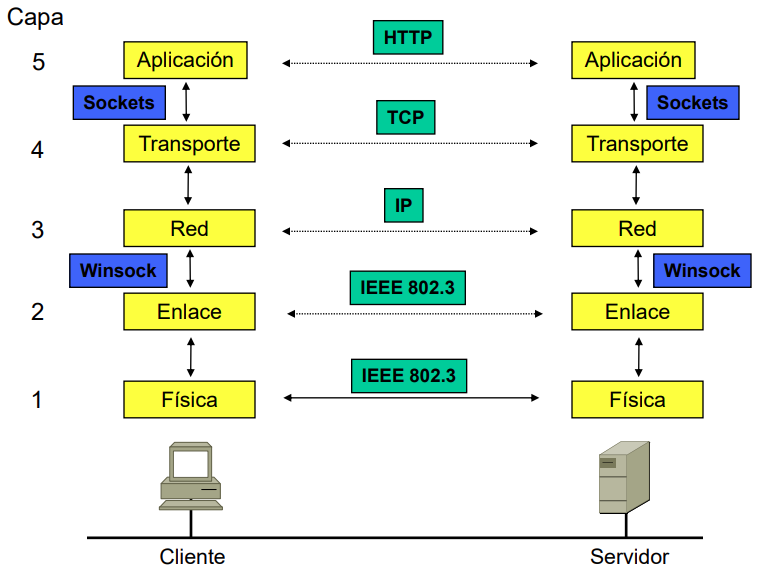 Capa
5 Aplicación HTTP Aplicación
Sockets Sockets
4 Transporte TCP Transporte
3 Red IP Red
Winsock Winsock
2 Enlace IEEE 802.3 Enlace
1 Física IEEE 802.3 Física
Cliente Servidor